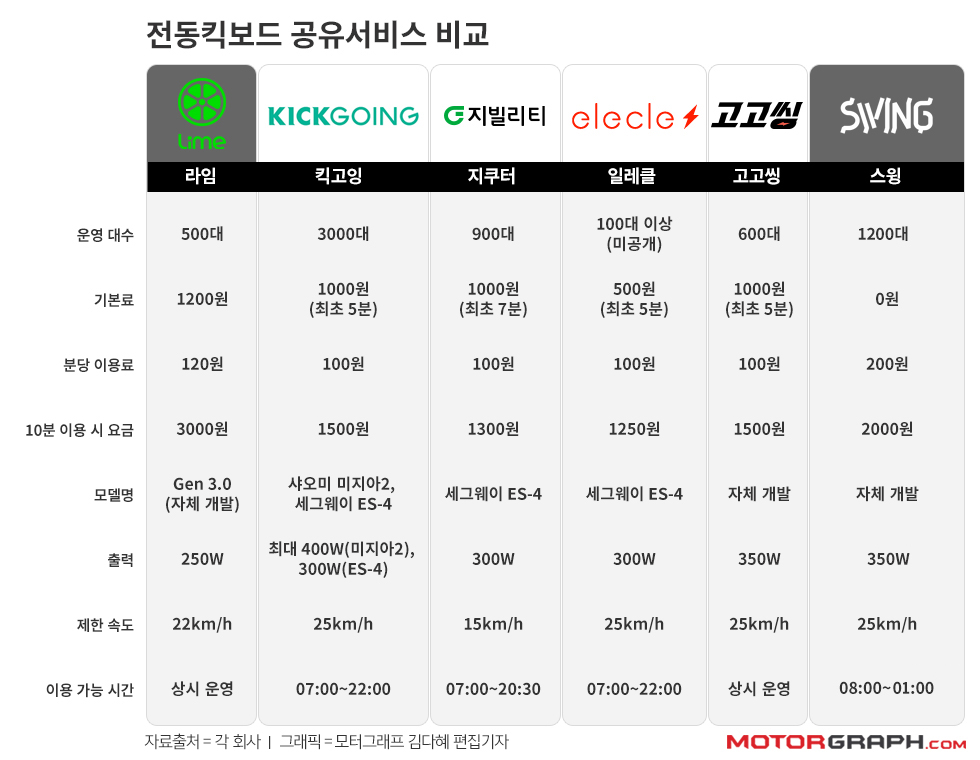 전동킥보드 공유서비스 비교
Lime KICKGOING G지빌리티 elecle 고고씽 SWING
라임 킥고잉 지쿠터 일레클 고고씽 스윙
운영 대수 500대 3000대 900대 100대 이상 (미공개) 600대 1200대
기본료 1200원 1000원 (최초 5분) 1000원 (최초 7분) 500원 (최초 5분) 1000원 (최초 5분) 0원
분당 이용료 120원 100원 100원 100원 100원 200원
10분 이용 시 요금 3000원 1500원 1300원 1250원 1500원 2000원
모델명 Gen 3.0 (자체 개발) 샤오미 미지아2, 세그웨이 ES-4 세그웨이 ES-4 세그웨이 ES-4 자체 개발 자체 개발
출력 250W 최대 400W(미지아2), 300W(ES-4) 300W 300W 350W 350W
제한 속도 22km/h 25km/h 15km/h 25km/h 25km/h 25km/h
이용 가능 시간 상시 운영 07:00~22:00 07:00~20:30 07:00~22:00 상시 운영 08:00~01:00
자료출처 = 각 회사 | 그래픽 = 모터그래프 김다혜 편집기자
MOTORGRAPH.COM